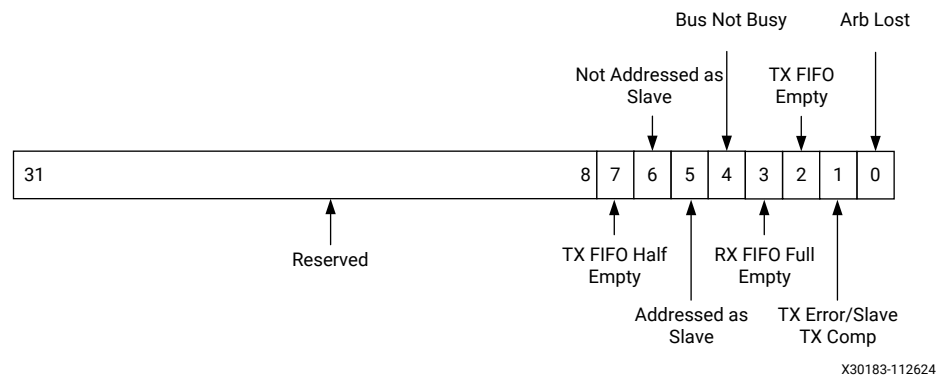 Bus Not Busy
Arb Lost
Not Addressed as
Slave
TX FIFO
Empty
31
8
7
6
5
4
3
2
1
0
Reserved
TX FIFO Half
Empty
RX FIFO Full
Empty
Addressed as
Slave
TX Error/Slave
TX Comp
X30183-112624